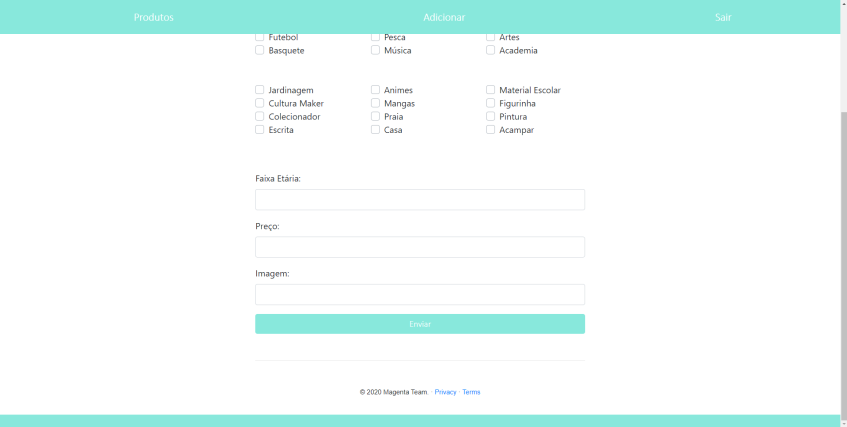 Produtos Adicionar Sair
Futebol Pesca Artes
Basquete Música Academia
Jardinagem Animes Material Escolar
Cultura Maker Mangas Figurinha
Colecionador Praia Pintura
Escrita Casa Acampar
Faixa Etária:
Preço:
Imagem:
Enviar
© 2020 Magenta Team. · Privacy · Terms